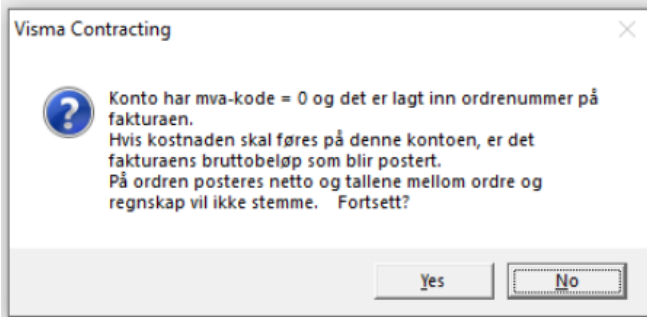 Visma Contracting
Konto har mva-kode = 0 og det er lagt inn ordrenummer på
fakturaen.
Hvis kostnaden skal føres på denne kontoen, er det
fakturaens bruttobeløp som blir postert.
På ordren posteres netto og tallene mellom ordre og
regnskap vil ikke stemme.    Fortsett?
Yes
No